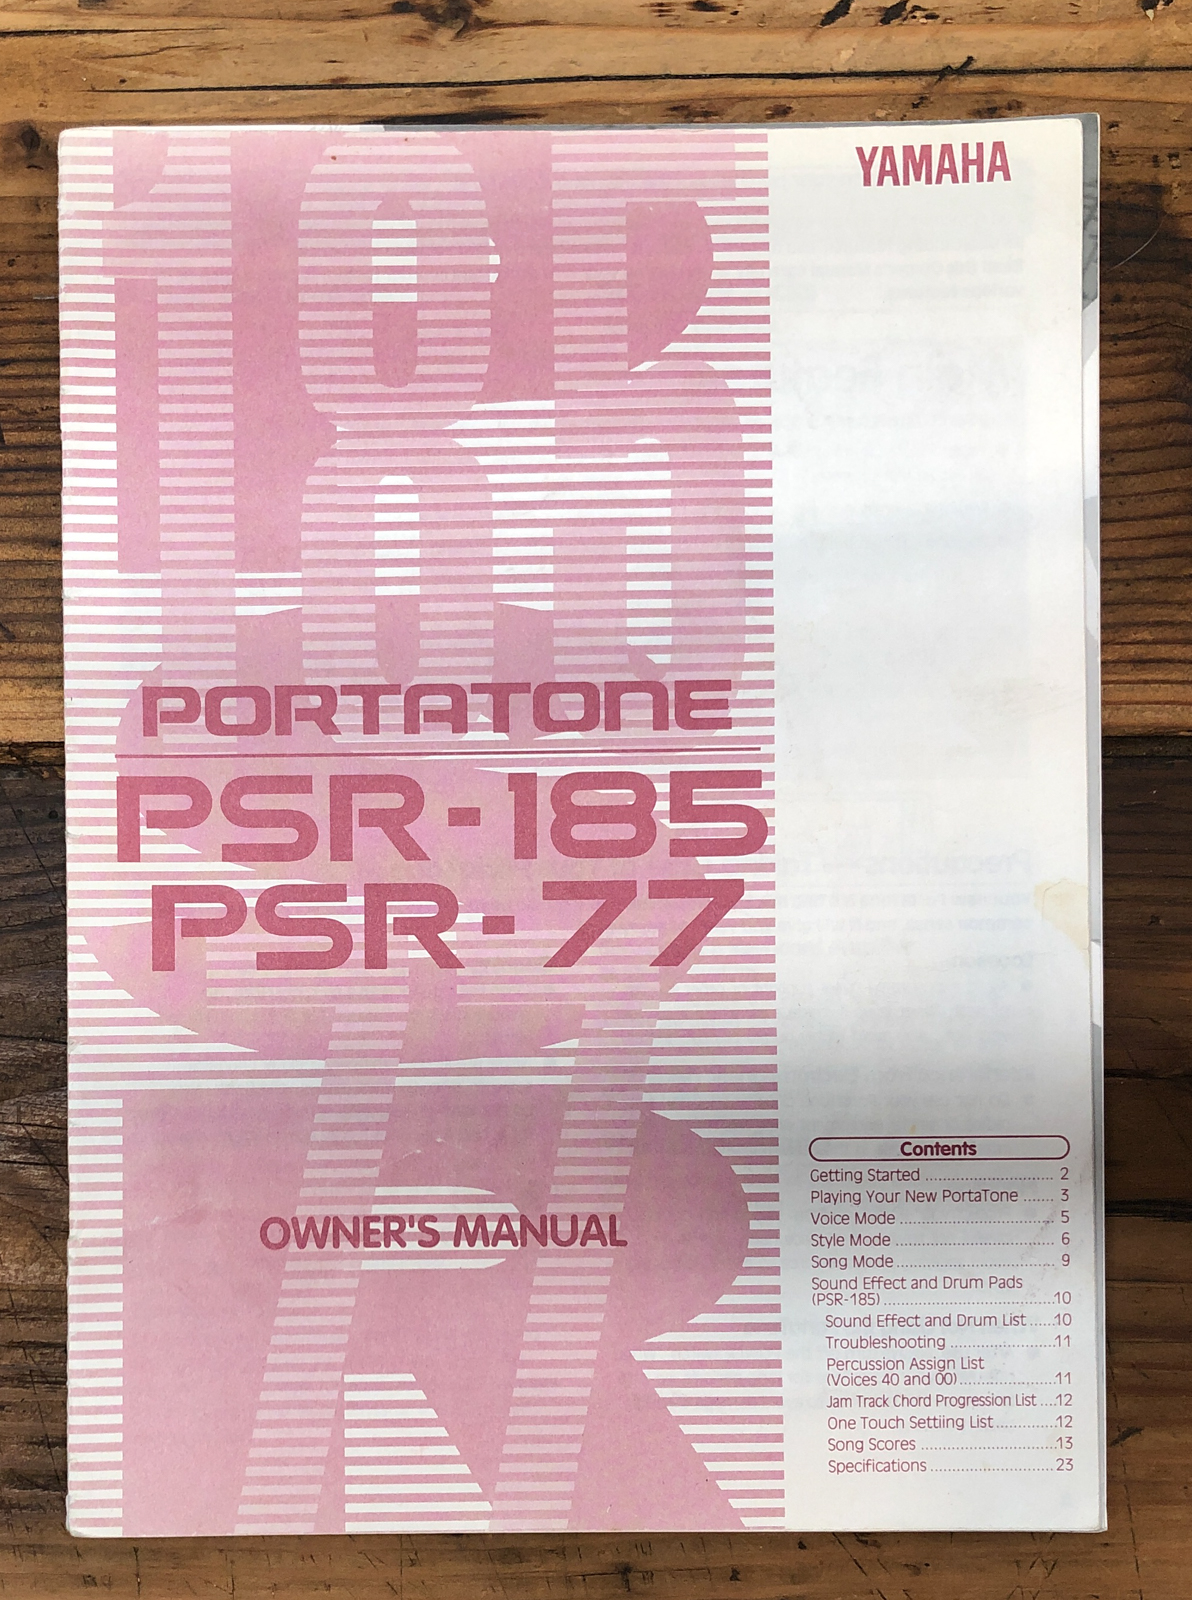 YAMAHA
PORTATONE
PSR-185
PSR-77
OWNER'S MANUAL
Contents
Getting Started ................................ 2
Playing Your New PortaTone ....... 3
Voice Mode ...................................... 5
Style Mode ....................................... 6
Song Mode ....................................... 9
Sound Effect and Drum Pads
(PSR-185) ..........................................10
Sound Effect and Drum List ......10
Troubleshooting ..........................11
Percussion Assign List
(Voices 40 and 00) ........................11
Jam Track Chord Progression List ....12
One Touch Settiing List ...............12
Song Scores ..................................13
Specifications ...............................23